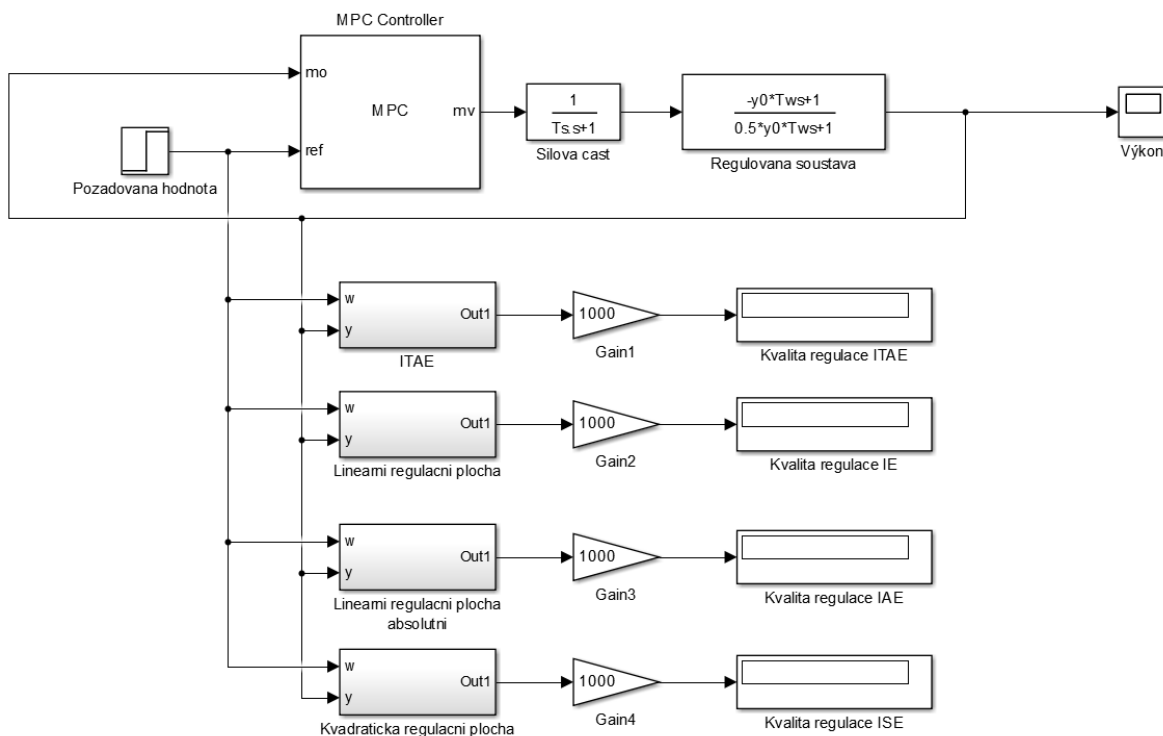 MPC Controller
mo
MPC
mv
ref
Pozadovana hodnota
1
Ts.s+1
Silova cast
-y0*Tws+1
0.5*y0*Tws+1
Regulovana soustava
Výkon
w
y
Out1
ITAE
1000
Gain1
Kvalita regulace ITAE
w
y
Out1
Linearni regulacni plocha
1000
Gain2
Kvalita regulace IE
w
y
Out1
Linearni regulacni plocha
absolutni
1000
Gain3
Kvalita regulace IAE
w
y
Out1
Kvadraticka regulacni plocha
1000
Gain4
Kvalita regulace ISE